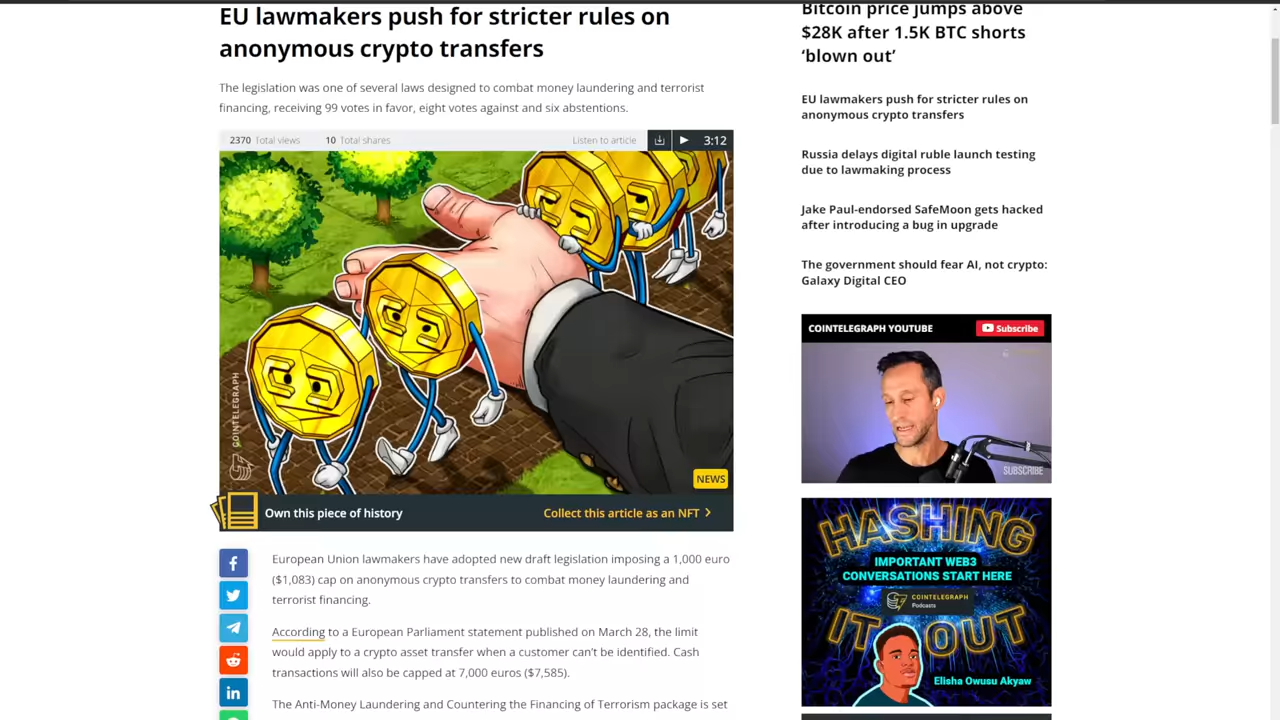 EU lawmakers push for stricter rules on
anonymous crypto transfers
The legislation was one of several laws designed to combat money laundering and terrorist
financing, receiving 99 votes in favor, eight votes against and six abstentions.
2370 Total views
10 Total shares
Listen to article
3:12
COINTELEGRAPH
NEWS
Own this piece of history
Collect this article as an NFT
European Union lawmakers have adopted new draft legislation imposing a 1,000 euro
($1,083) cap on anonymous crypto transfers to combat money laundering and
terrorist financing.
According to a European Parliament statement published on March 28, the limit
would apply to a crypto asset transfer when a customer can't be identified. Cash
transactions will also be capped at 7,000 euros ($7,585).
The Anti-Money Laundering and Countering the Financing of Terrorism package is set
Bitcoin price jumps above
$28K after 1.5K BTC shorts
‘blown out’
EU lawmakers push for stricter rules on
anonymous crypto transfers
Russia delays digital ruble launch testing
due to lawmaking process
Jake Paul-endorsed SafeMoon gets hacked
after introducing a bug in upgrade
The government should fear AI, not crypto:
Galaxy Digital CEO
COINTELEGRAPH YOUTUBE
Subscribe
SUBSCRIBE
HASHING
IMPORTANT WEB3
CONVERSATIONS START HERE
COINTELEGRAPH
Podcasts
IT OUT
Elisha Owusu Akyaw